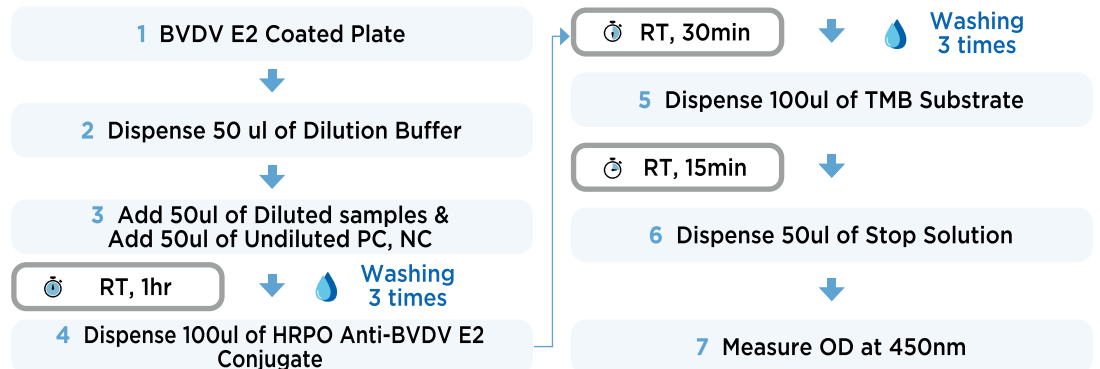 1 BVDV E2 Coated Plate
2 Dispense 50 ul of Dilution Buffer
3 Add 50ul of Diluted samples &
Add 50ul of Undiluted PC, NC
RT, 1hr
Washing
3 times
4 Dispense 100ul of HRPO Anti-BVDV E2
Conjugate
RT, 30min
Washing
3 times
5 Dispense 100ul of TMB Substrate
RT, 15min
6 Dispense 50ul of Stop Solution
7 Measure OD at 450nm